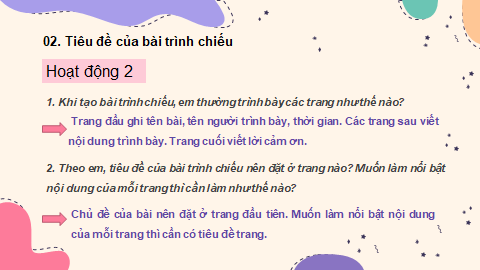 02. Tiêu đề của bài trình chiếu
Hoạt động 2
1. Khi tạo bài trình chiếu, em thường trình bày các trang như thế nào?
Trang đầu ghi tên bài, tên người trình bày, thời gian. Các trang sau viết
nội dung trình bày. Trang cuối viết lời cảm ơn.
2. Theo em, tiêu đề của bài trình chiếu nên đặt ở trang nào? Muốn làm nổi bật
nội dung của mỗi trang thì cần làm như thế nào?
Chủ đề của bài nên đặt ở trang đầu tiên. Muốn làm nổi bật nội dung
của mỗi trang thì cần có tiêu đề trang.